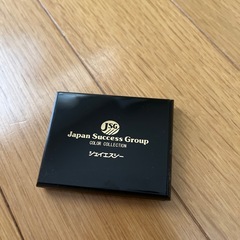 JSG
Japan Success Group
COLOR COLLECTION
ジェイエスジー